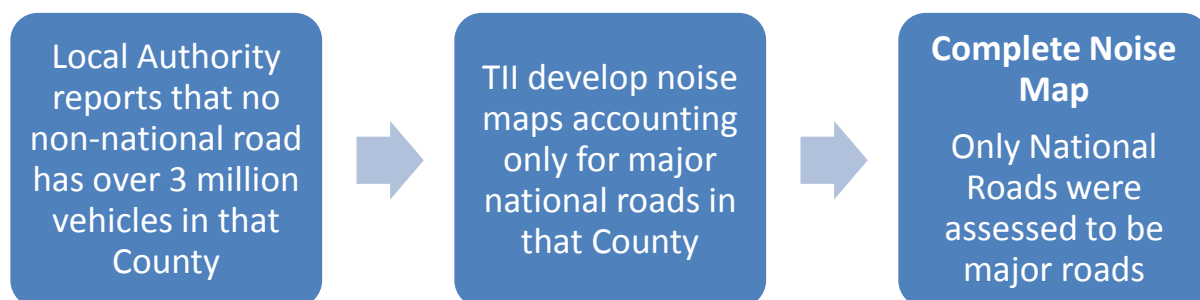 Local Authority
reports that no
non-national road
has over 3 million
vehicles in that
County
TII develop noise
maps accounting
only for major
national roads in
that County
Complete Noise
Map
Only National
Roads were
assessed to be
major roads